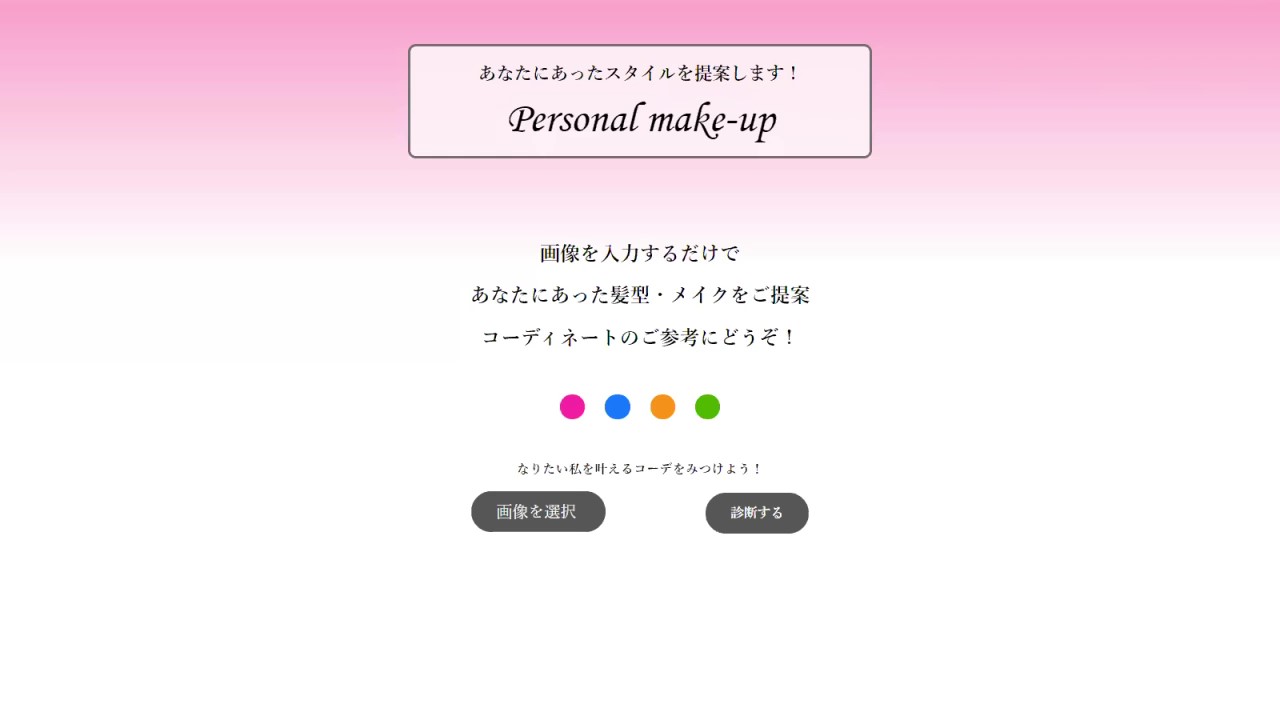 あなたにあったスタイルを提案します！
Personal make-up
画像を入力するだけで
あなたにあった髪型・メイクをご提案
コーディネートのご参考にどうぞ！
なりたい私を叶えるコーデをみつけよう！
画像を選択
診断する